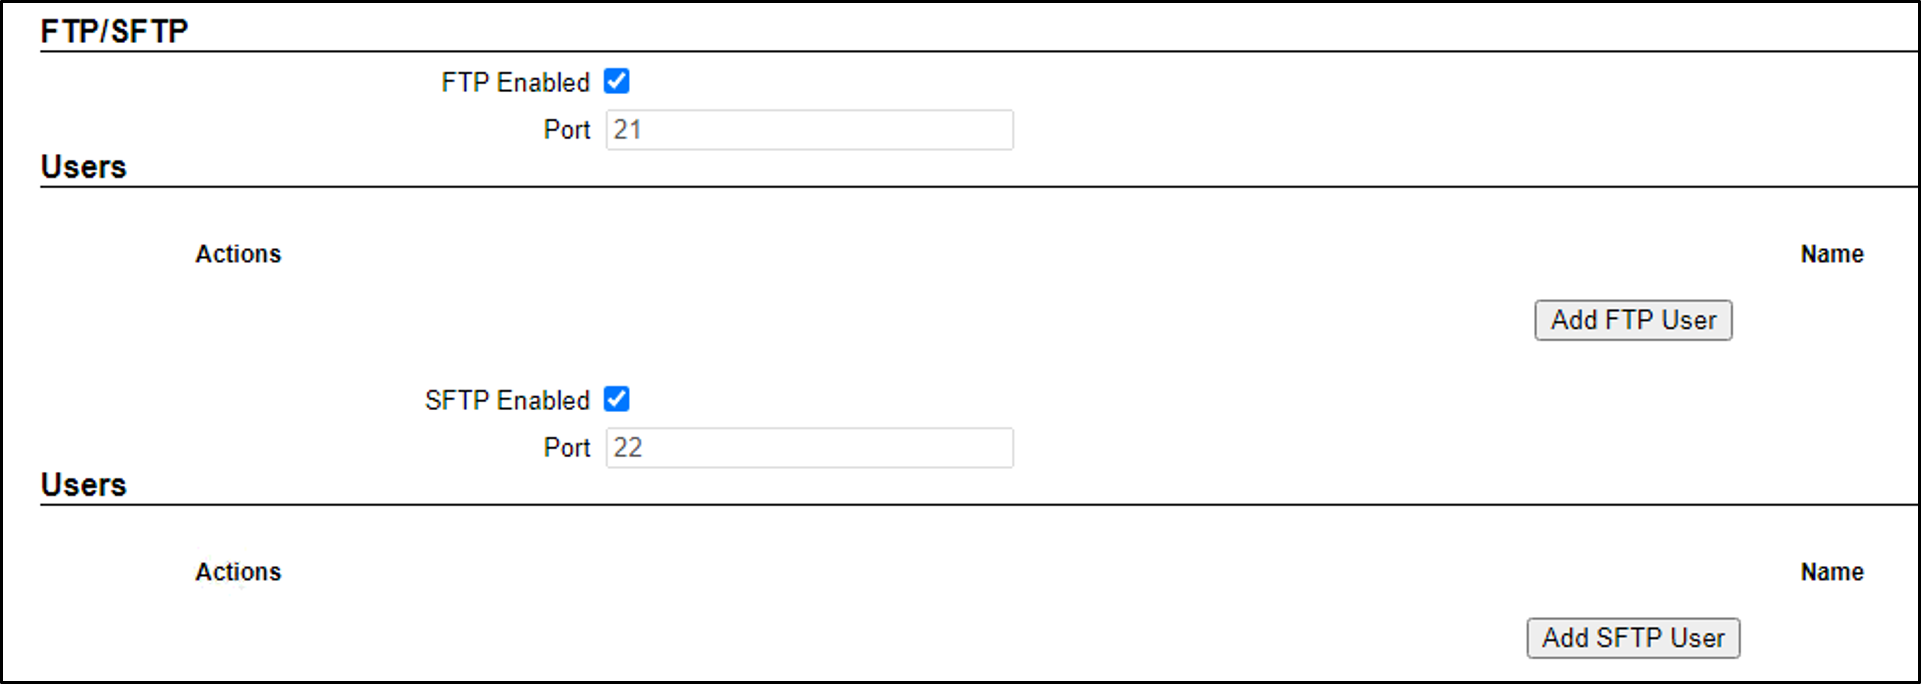 FTP/SFTP
FTP Enabled
Port 21
Users
Actions Name
Add FTP User
SFTP Enabled
Port 22
Users
Actions Name
Add SFTP User